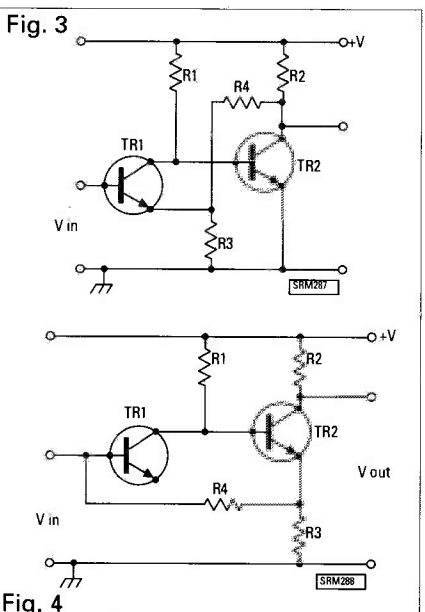 Fig. 3
+V
R1
R2
R4
TR1
TR2
V in
R3
SRM287
+V
R1
R2
TR1
TR2
R4
V out
V in
R3
SRM288
Fig. 4